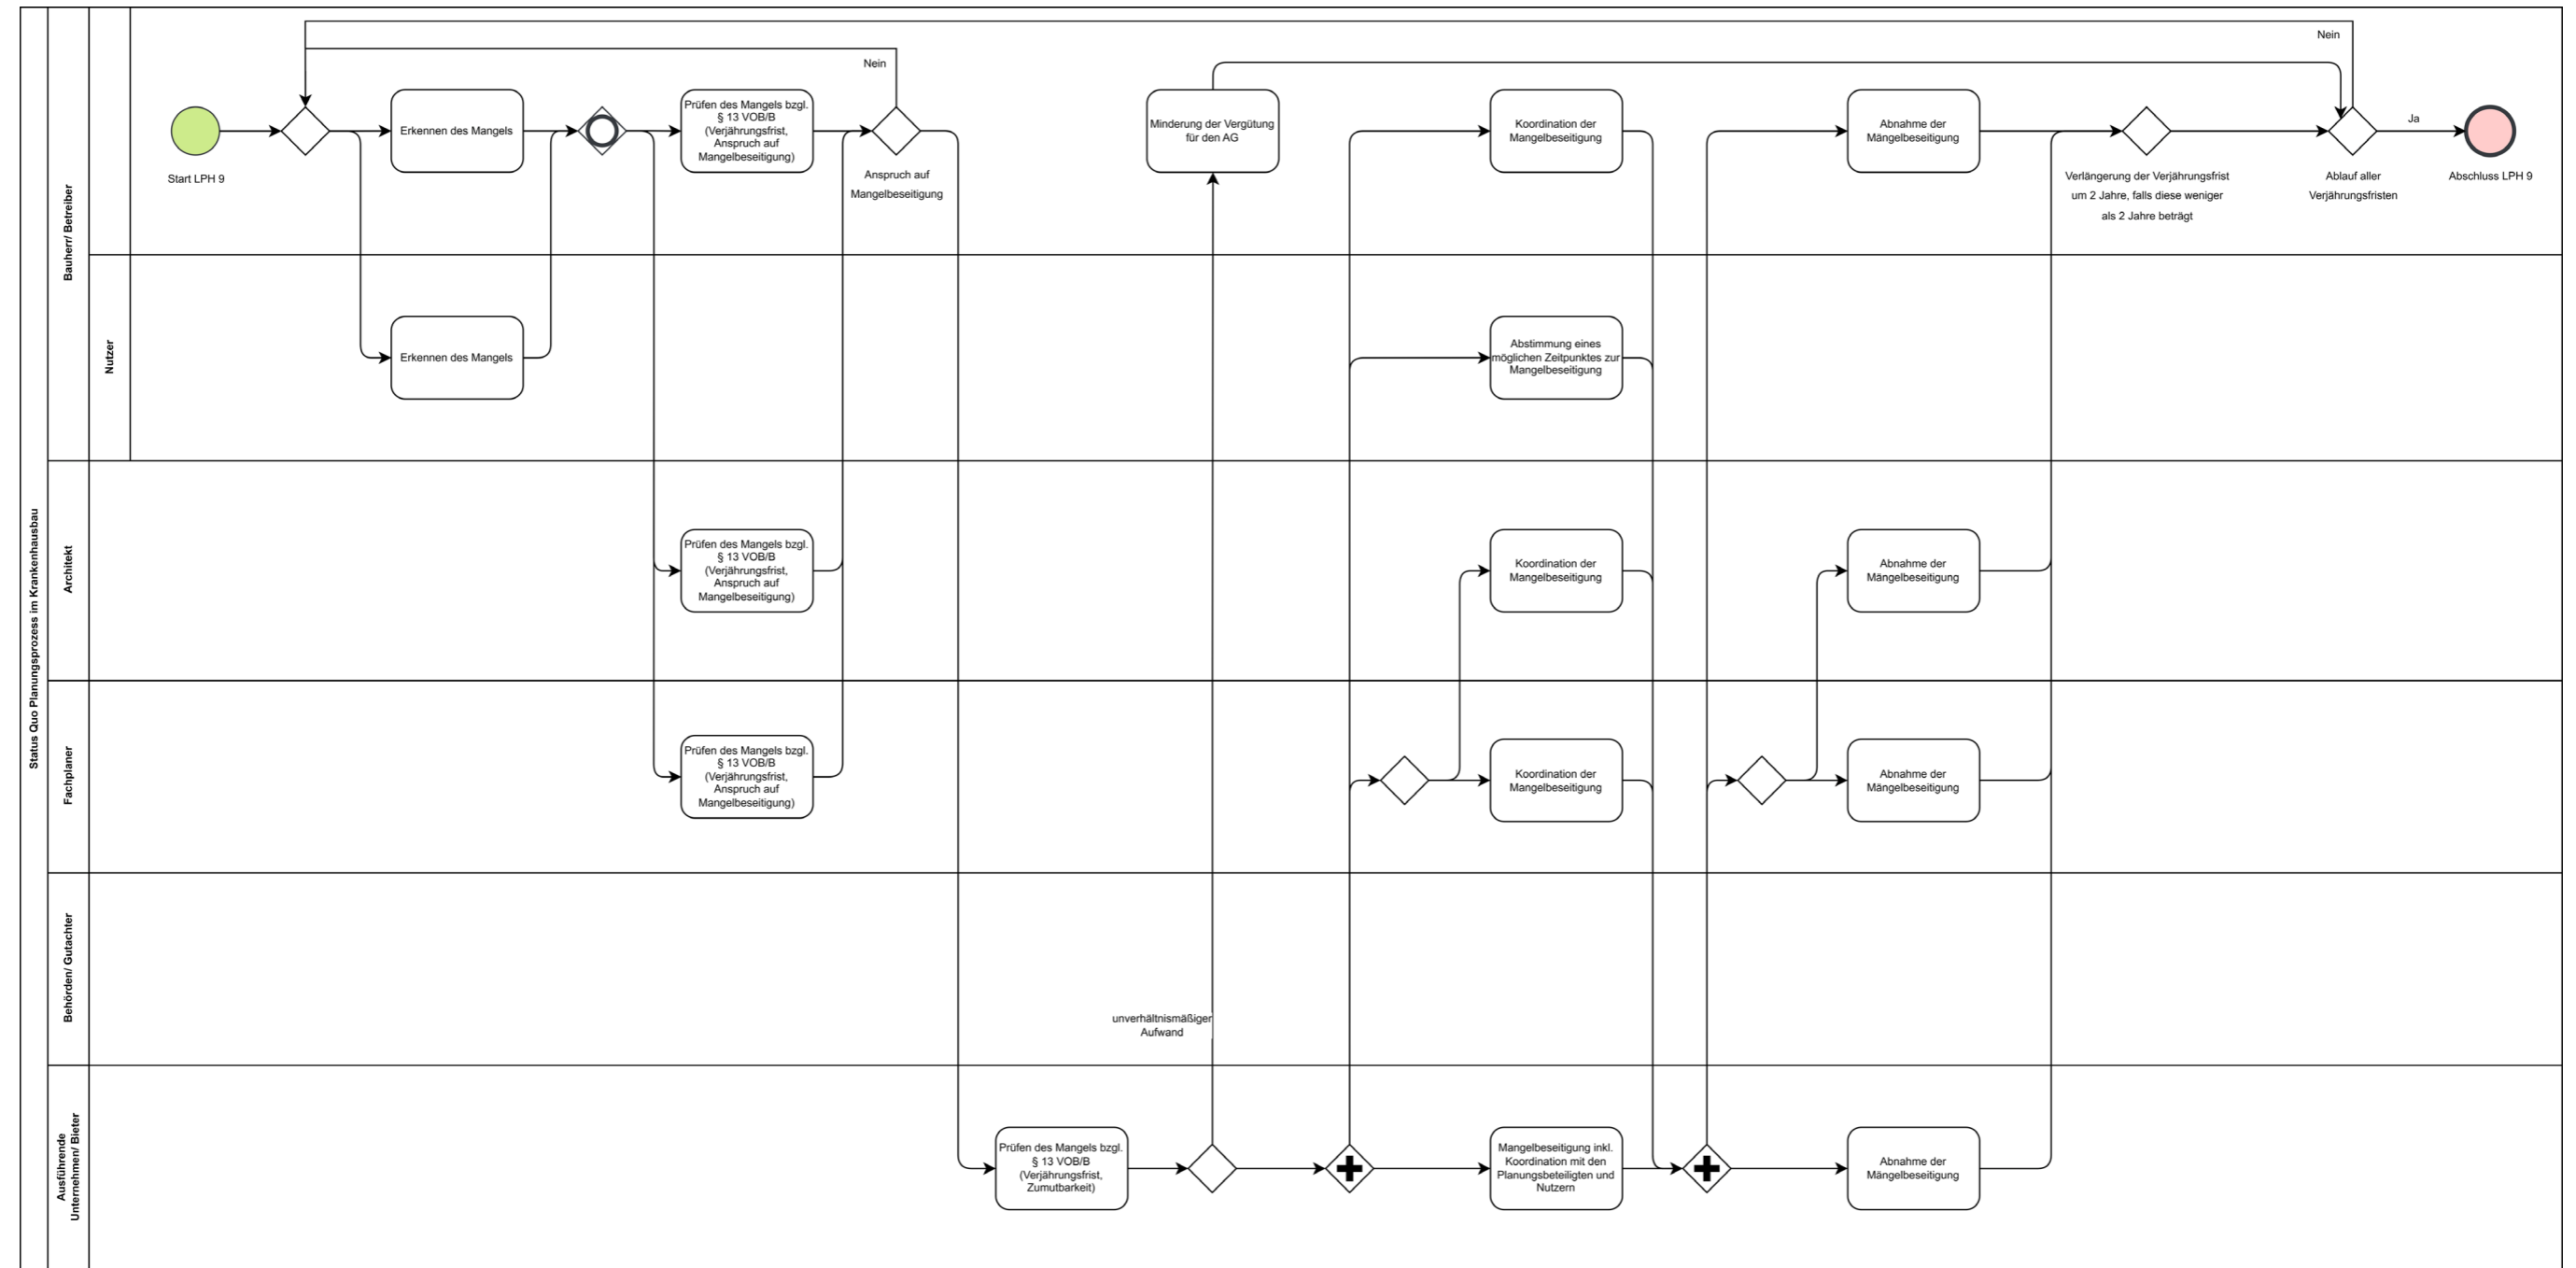 Status Quo Planungsprozess im Krankenhausbau
Bauherr/ Betreiber
Nein
Nein
Start LPH 9
Erkennen des Mangels
Prüfen des Mangels bzgl.
§ 13 VOB/B
(Verjährungsfrist,
Anspruch auf
Mangelbeseitigung)
Anspruch auf
Mangelbeseitigung
Minderung der Vergütung
für den AG
Koordination der
Mangelbeseitigung
Abnahme der
Mängelbeseitigung
Verlängerung der Verjährungsfrist
um 2 Jahre, falls diese weniger
als 2 Jahre beträgt
Ablauf aller
Verjährungsfristen
Ja
Abschluss LPH 9
Nutzer
Erkennen des Mangels
Abstimmung eines
möglichen Zeitpunktes zur
Mangelbeseitigung
Architekt
Prüfen des Mangels bzgl.
§ 13 VOB/B
(Verjährungsfrist,
Anspruch auf
Mangelbeseitigung)
Koordination der
Mangelbeseitigung
Abnahme der
Mängelbeseitigung
Fachplaner
Prüfen des Mangels bzgl.
§ 13 VOB/B
(Verjährungsfrist,
Anspruch auf
Mangelbeseitigung)
Koordination der
Mangelbeseitigung
Abnahme der
Mängelbeseitigung
Behörden/ Gutachter
unverhältnismäßiger
Aufwand
Ausführende
Unternehmen/ Bieter
Prüfen des Mangels bzgl.
§ 13 VOB/B
(Verjährungsfrist,
Zumutbarkeit)
Mangelbeseitigung inkl.
Koordination mit den
Planungsbeteiligten und
Nutzern
Abnahme der
Mängelbeseitigung